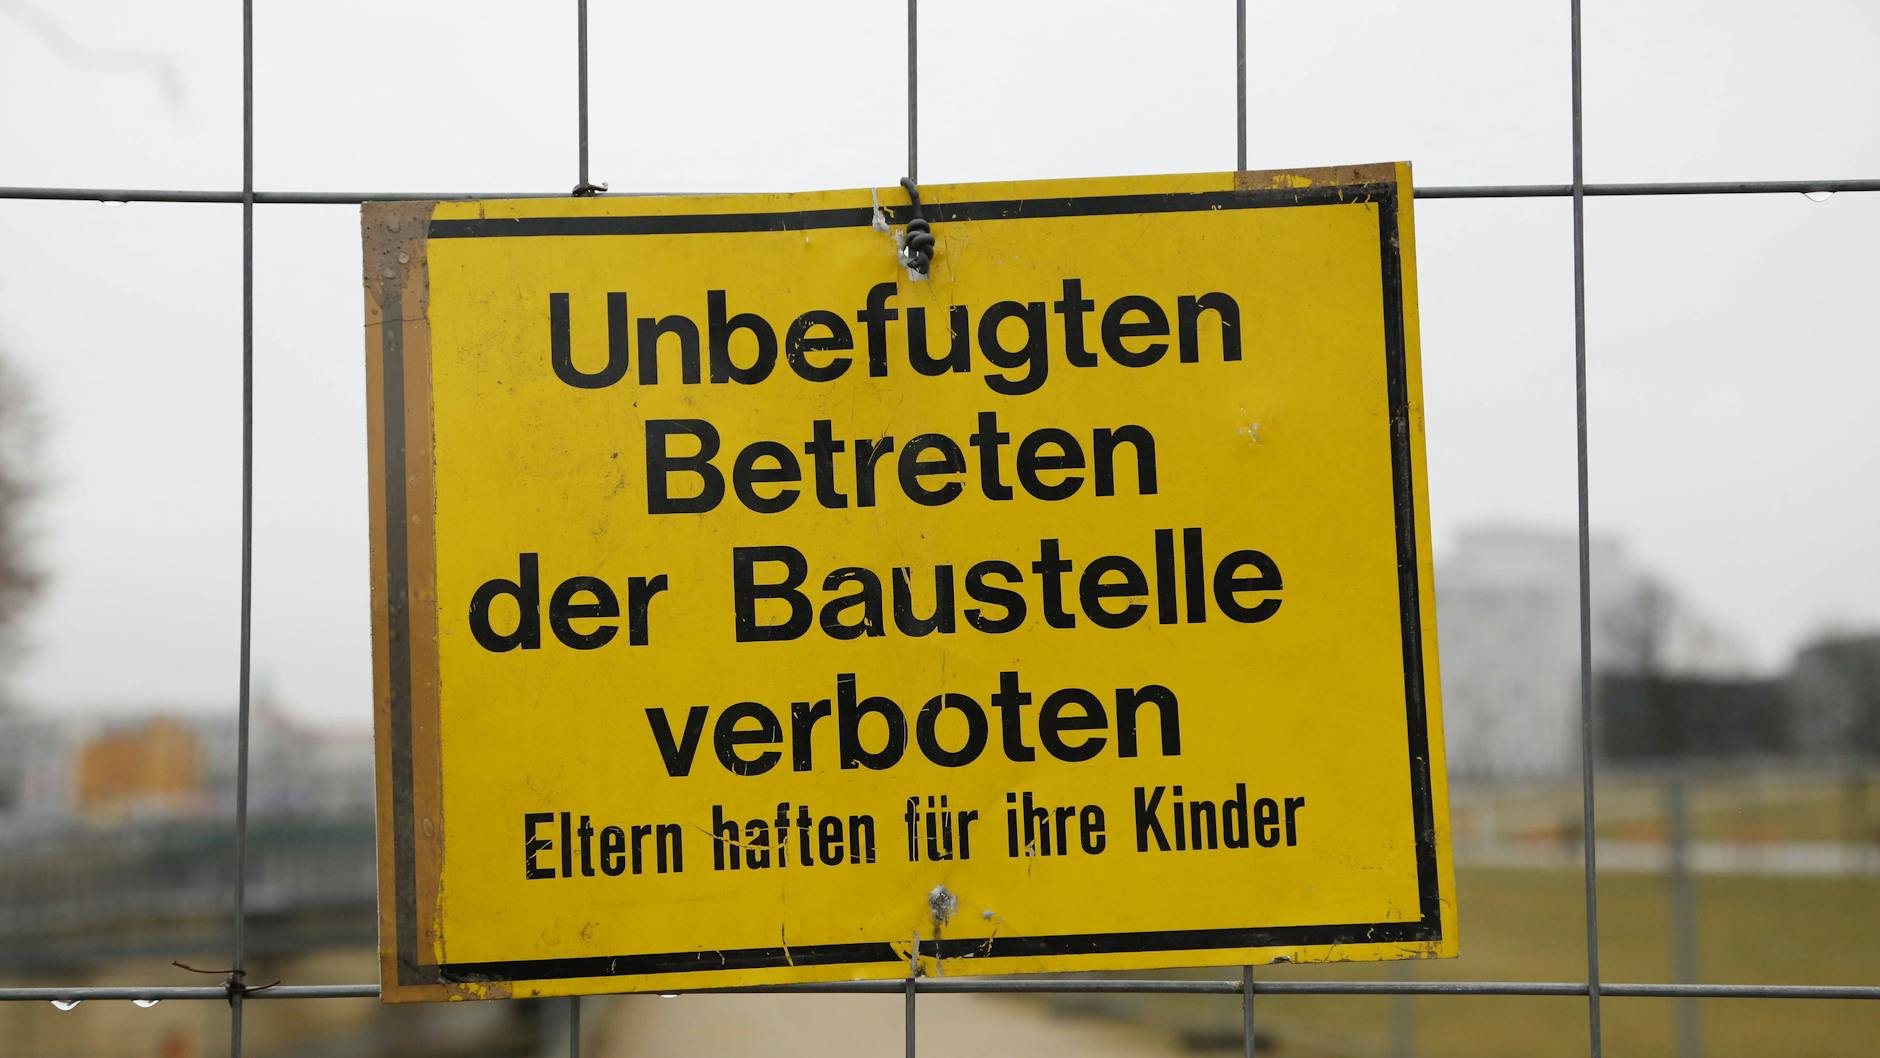 Unbefugten
Betreten
der Baustelle
verboten
Eltern haften für ihre Kinder